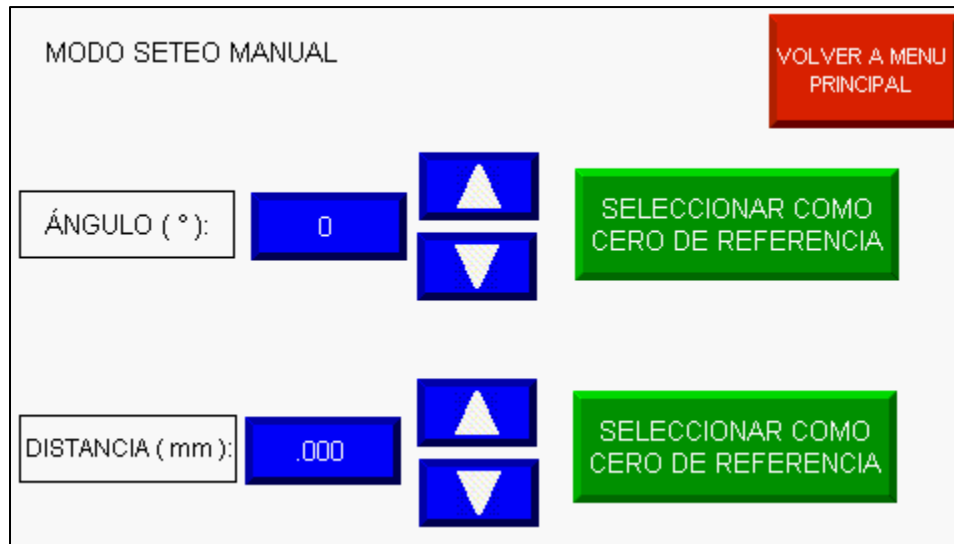 MODO SETEO MANUAL
VOLVER A MENU
PRINCIPAL
ÁNGULO ( ° ):
0
SELECCIONAR COMO
CERO DE REFERENCIA
DISTANCIA ( mm ):
.000
SELECCIONAR COMO
CERO DE REFERENCIA